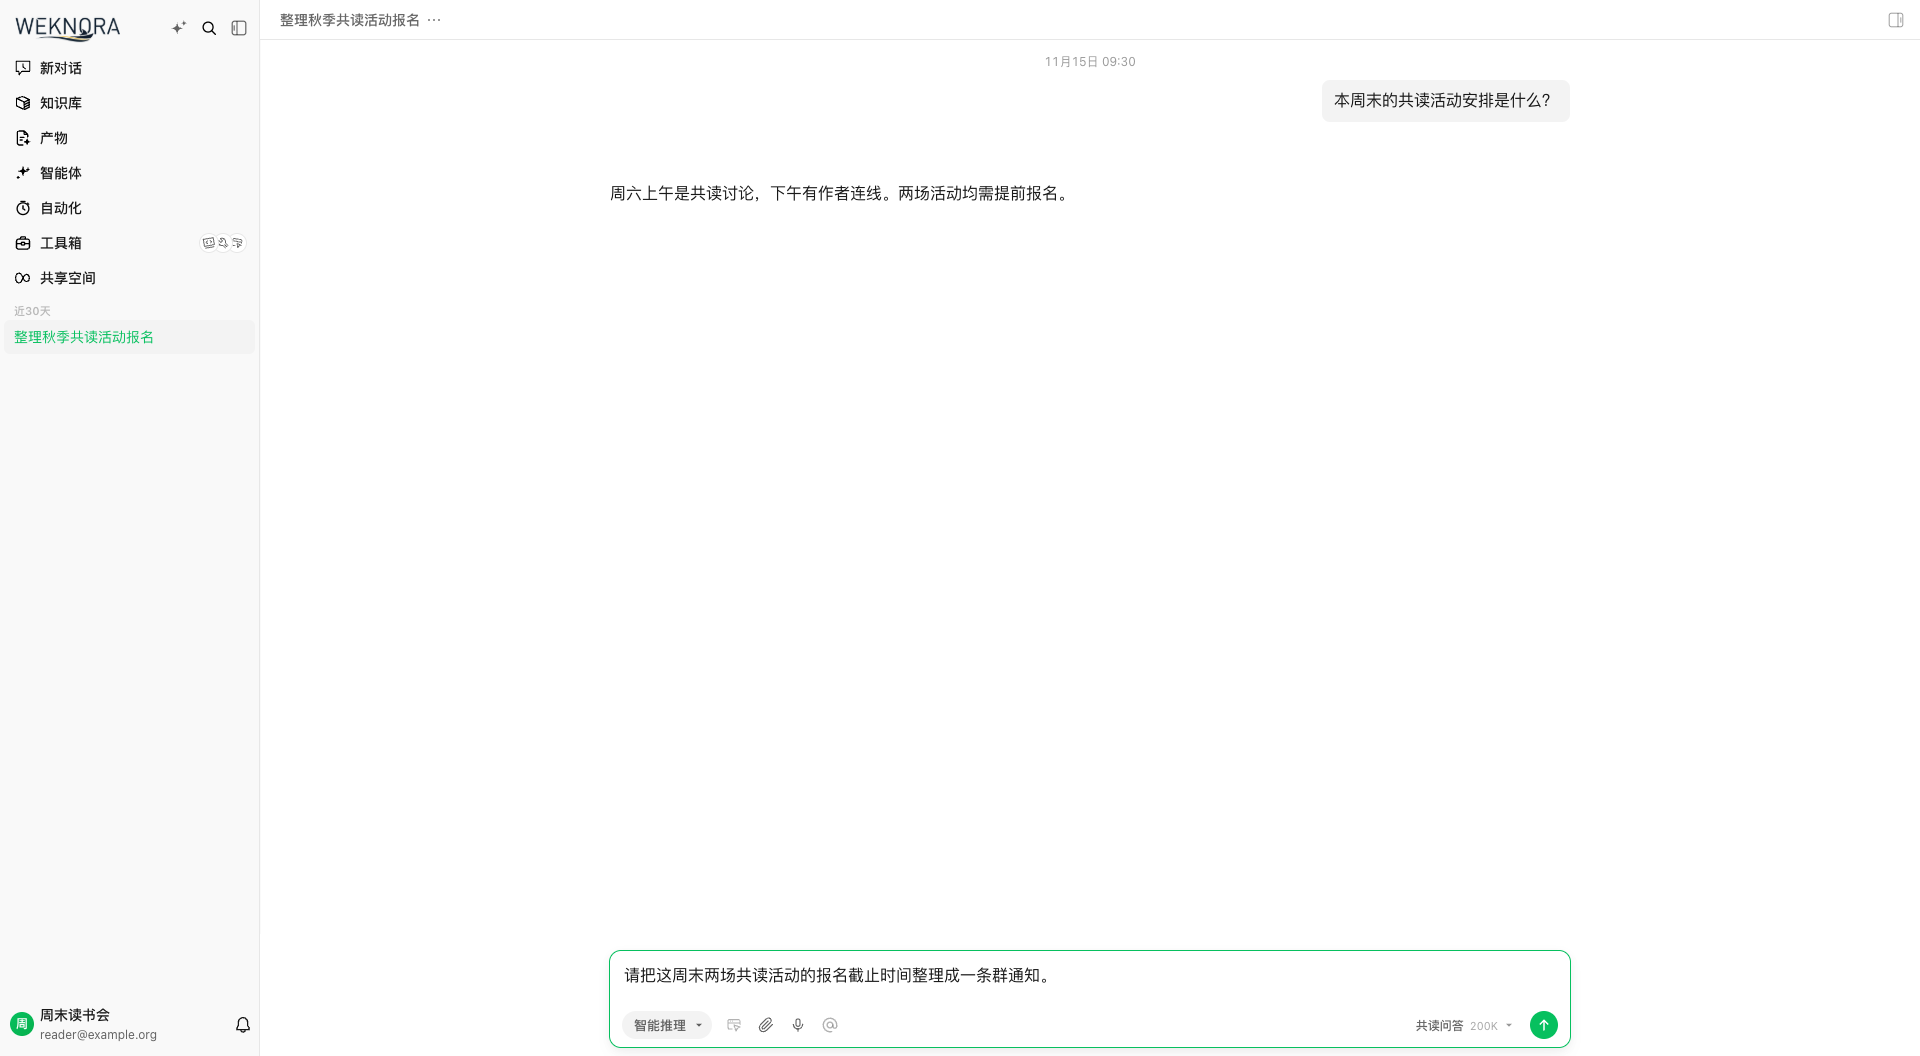 WEKNORA
新对话
知识库
产物
智能体
自动化
工具箱
共享空间
近30天
整理秋季共读活动报名
周
周末读书会
reader@example.org
整理秋季共读活动报名 ···
11月15日 09:30
本周末的共读活动安排是什么？
周六上午是共读讨论，下午有作者连线。两场活动均需提前报名。
请把这周末两场共读活动的报名截止时间整理成一条群通知。
智能推理
共读问答 200K